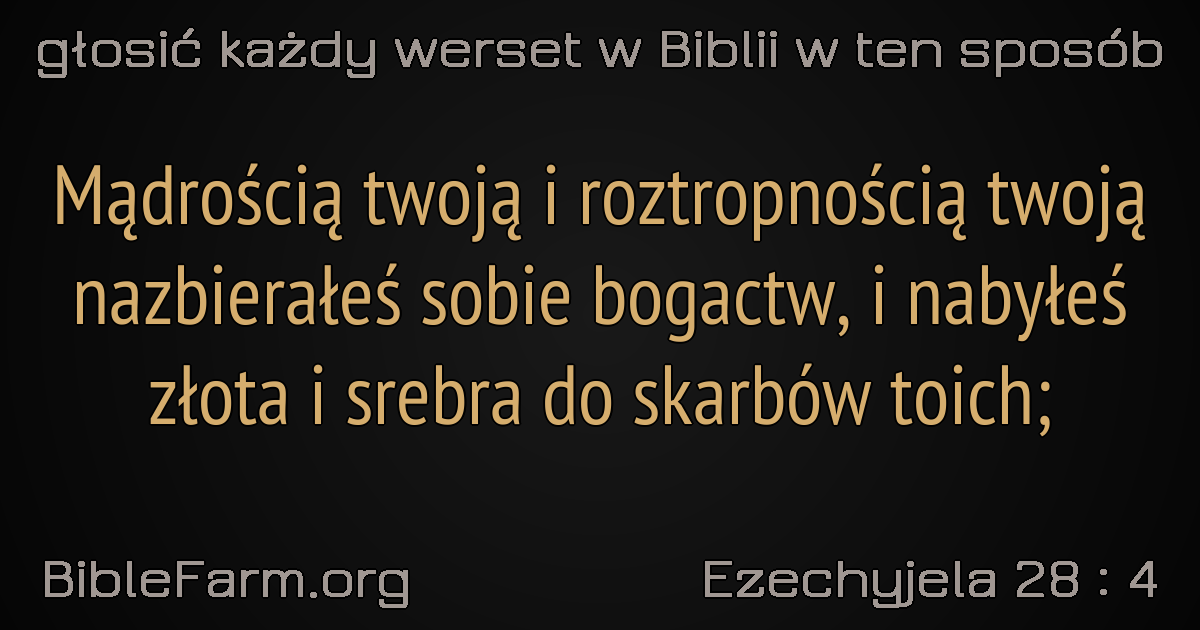 głosić każdy werset w Biblii w ten sposób
Mądrością twoją i roztropnością twoją
nazbierałeś sobie bogactw, i nabyłeś
złota i srebra do skarbów toich;
BibleFarm.org
Ezechyjela 28 : 4